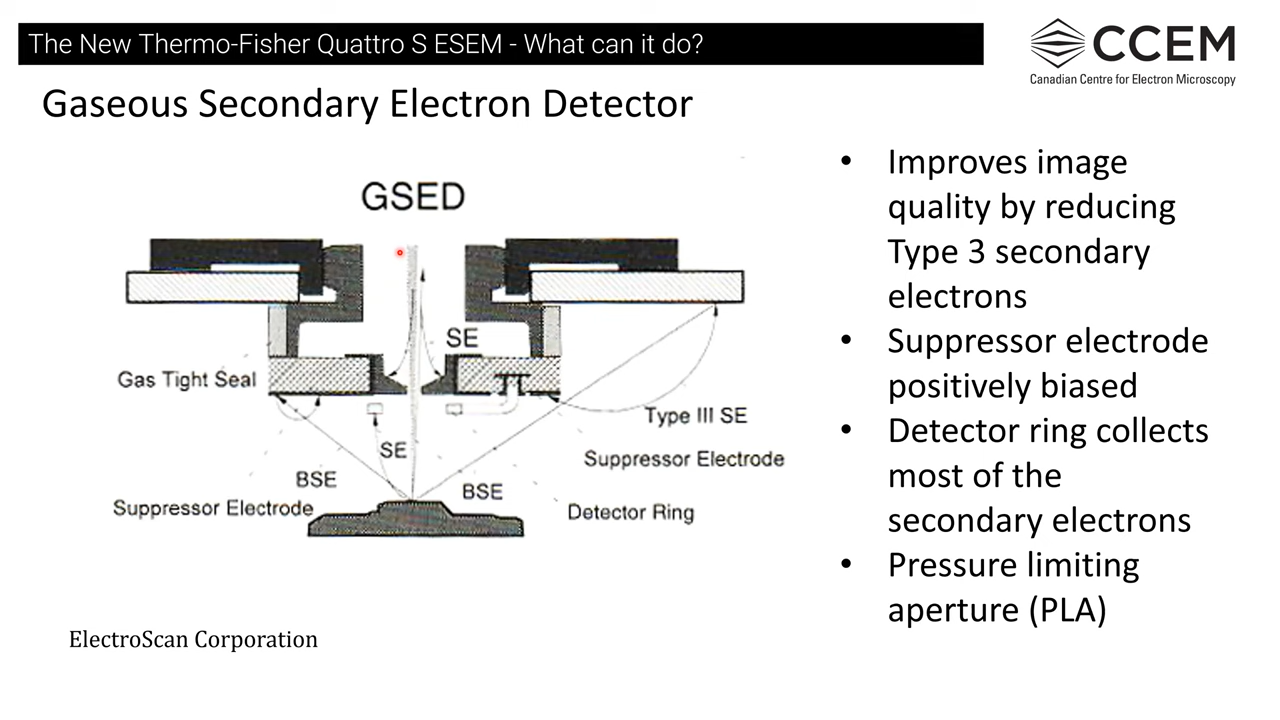 The New Thermo-Fisher Quattro S ESEM - What can it do?
CCEM
Canadian Centre for Electron Microscopy
Gaseous Secondary Electron Detector
GSED
SE
Gas Tight Seal
Type III SE
SE
Suppressor Electrode
BSE
BSE
Suppressor Electrode
Detector Ring
ElectroScan Corporation
• Improves image
quality by reducing
Type 3 secondary
electrons
• Suppressor electrode
positively biased
• Detector ring collects
most of the
secondary electrons
• Pressure limiting
aperture (PLA)